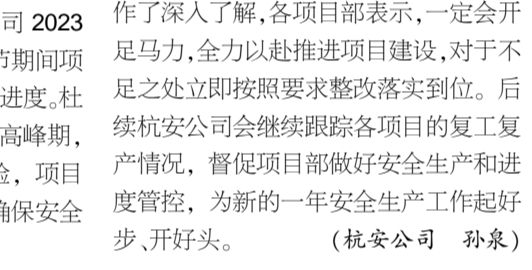 司 2023
节期间项
进度。杜
高峰期，
项目
确保安全
作了深入了解，各项目部表示，一定会开
足马力，全力以赴推进项目建设，对于不
足之处立即按照要求整改落实到位。后
续杭安公司会继续跟踪各项目的复工复
产情况，督促项目部做好安全生产和进
度管控，为新的一年安全生产工作起好
步、开好头。 （杭安公司 孙泉）